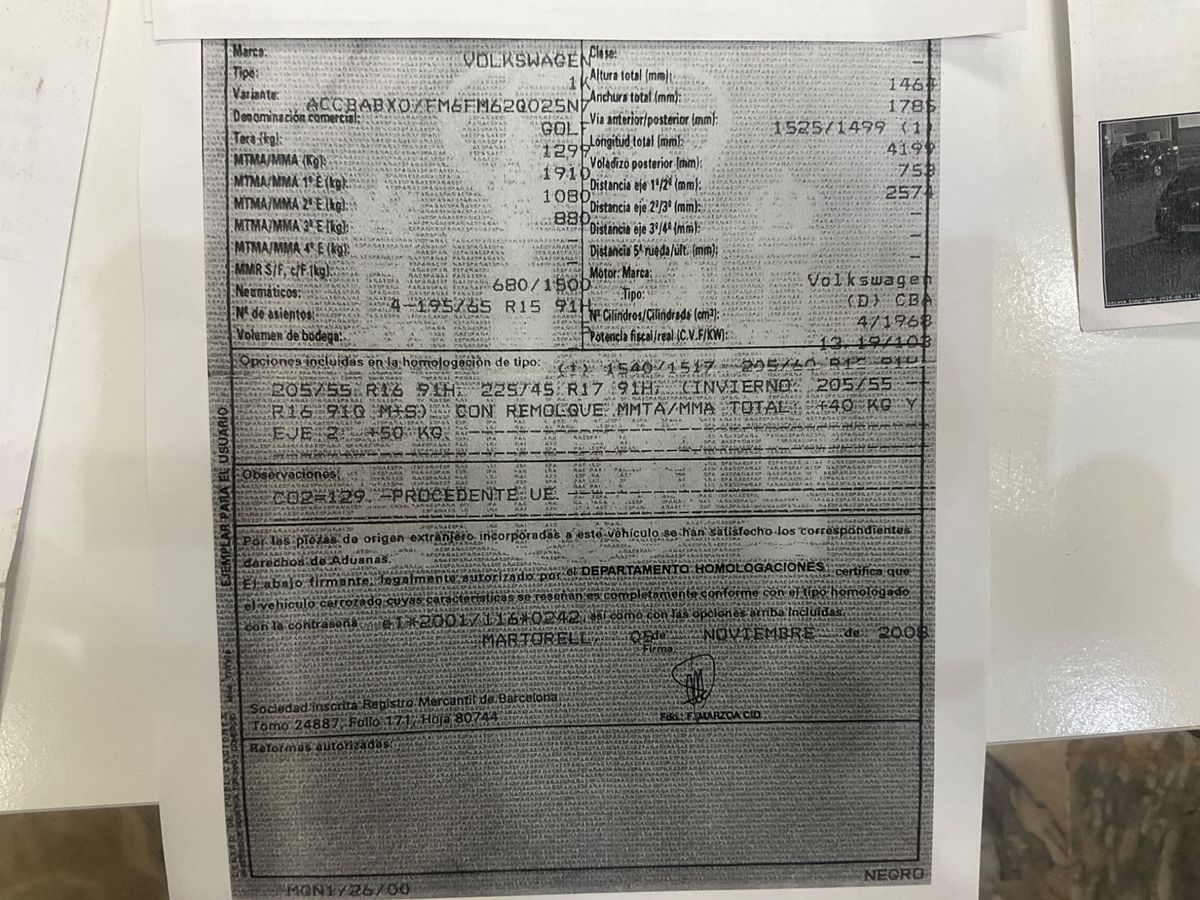 Marca: VOLKSWAGEN
Tipo: 1K
Variante: ACCBABX0/FM6FM62Q025N7
Denominación comercial: GOLF
Tara (kg): 1299
MTMA/MMA (Kg): 1910
MTMA/MMA 1º E (kg): 1080
MTMA/MMA 2º E (kg): 880
MTMA/MMA 3º E (kg): -
MTMA/MMA 4º E (kg): -
MMR S/F, c/F (kg): 680/1500
Neumáticos: 4-195/65 R15 91H
Nº de asientos:
Volumen de bodega:
Clase: -
Altura total (mm): 1464
Anchura total (mm): 1785
Vía anterior/posterior (mm): 1525/1499 (1)
Longitud total (mm): 4199
Voladizo posterior (mm): 753
Distancia eje 1º/2º (mm): 2574
Distancia eje 2º/3º (mm): -
Distancia eje 3º/4º (mm): -
Distancia 5ª rueda/últ. (mm): -
Motor: Marca: Volkswagen
Tipo: (D) CBA
Nº Cilindros/Cilindrada (cm³): 4/1968
Potencia fiscal/real (C.V.F/KW): 13.19/103
Opciones incluidas en la homologación de tipo: (1) 1540/1517
205/55 R16 91H, 225/45 R17 91H, (INVIERNO: 205/55
R16 91Q M+S) CON REMOLQUE MMTA/MMA TOTAL: +40 KG Y
EJE 2: +50 KG.
Observaciones:
CO2=129. -PROCEDENTE UE
Por las piezas de origen extranjero incorporadas a este vehículo se han satisfecho los correspondientes
derechos de Aduanas.
El abajo firmante, legalmente autorizado por el DEPARTAMENTO HOMOLOGACIONES certifica que
el vehículo carrozado cuyas características se reseñan es completamente conforme con el tipo homologado
con la contraseña e1*2001/116*0242, así como con las opciones arriba incluidas.
MARTORELL, 05 de NOVIEMBRE de 2008
Firma.
Sociedad inscrita Registro Mercantil de Barcelona
Tomo 24887, Folio 171, Hoja 80744
Fdo.: F. MARZOA CID
Reformas autorizadas:
EJEMPLAR PARA EL USUARIO
MGN1/26/00
NEGRO